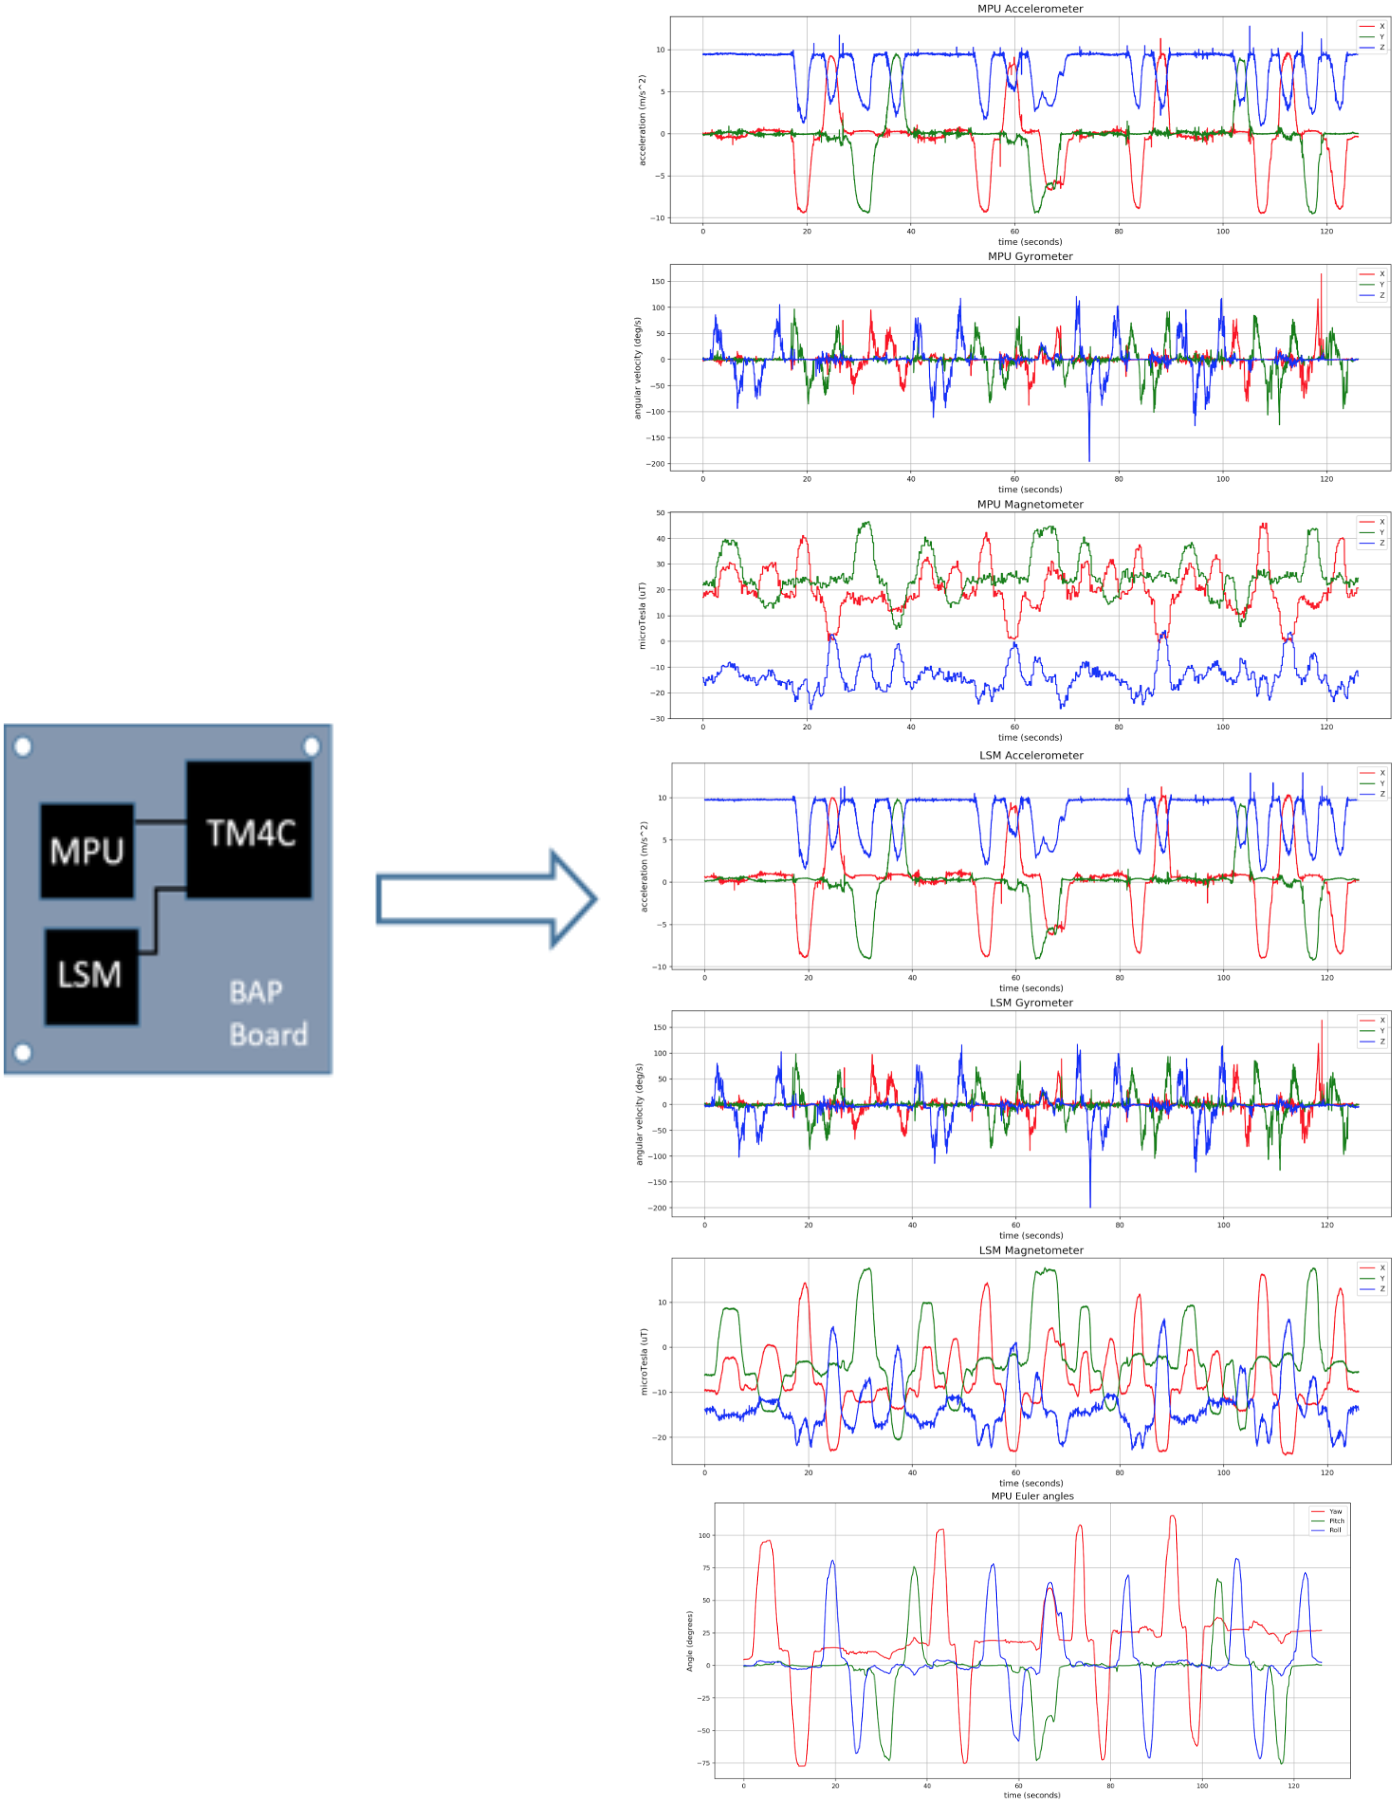 MPU
TM4C
LSM
BAP
Board
MPU Accelerometer
X
Y
Z
acceleration (m/s^2)
10
5
0
−5
−10
0 20 40 60 80 100 120
time (seconds)
MPU Gyrometer
X
Y
Z
angular velocity (deg/s)
150
100
50
0
−50
−100
−150
−200
0 20 40 60 80 100 120
time (seconds)
MPU Magnetometer
X
Y
Z
microTesla (uT)
50
40
30
20
10
0
−10
−20
−30
0 20 40 60 80 100 120
time (seconds)
LSM Accelerometer
X
Y
Z
acceleration (m/s^2)
10
5
0
−5
−10
0 20 40 60 80 100 120
time (seconds)
LSM Gyrometer
X
Y
Z
angular velocity (deg/s)
150
100
50
0
−50
−100
−150
−200
0 20 40 60 80 100 120
time (seconds)
LSM Magnetometer
X
Y
Z
microTesla (uT)
10
0
−10
−20
0 20 40 60 80 100 120
time (seconds)
MPU Euler angles
Yaw
Pitch
Roll
Angle (degrees)
100
75
50
25
0
−25
−50
−75
0 20 40 60 80 100 120
time (seconds)